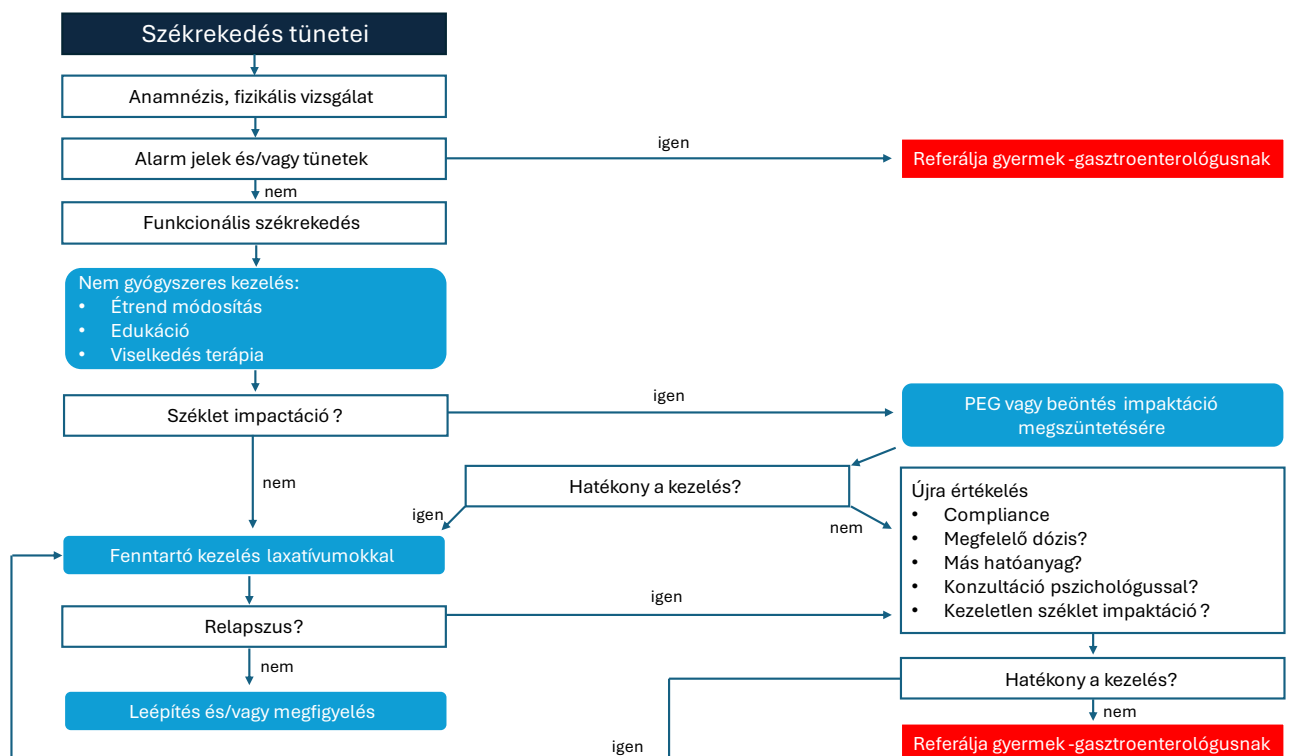 Székrekedés tünetei
Anamnézis, fizikális vizsgálat
Alarm jelek és/vagy tünetek
igen
Referálja gyermek-gasztroenterológusnak
nem
Funkcionális székrekedés
Nem gyógyszeres kezelés:
• Étrend módosítás
• Edukáció
• Viselkedés terápia
Széklet impactáció?
igen
PEG vagy beöntés impaktáció
megszüntetésére
nem
Hatékony a kezelés?
igen
nem
Újra értékelés
• Compliance
• Megfelelő dózis?
• Más hatóanyag?
• Konzultáció pszichológussal?
• Kezeletlen széklet impaktáció?
Fenntartó kezelés laxatívumokkal
igen
Relapszus?
nem
Leépítés és/vagy megfigyelés
Hatékony a kezelés?
nem
igen
Referálja gyermek-gasztroenterológusnak